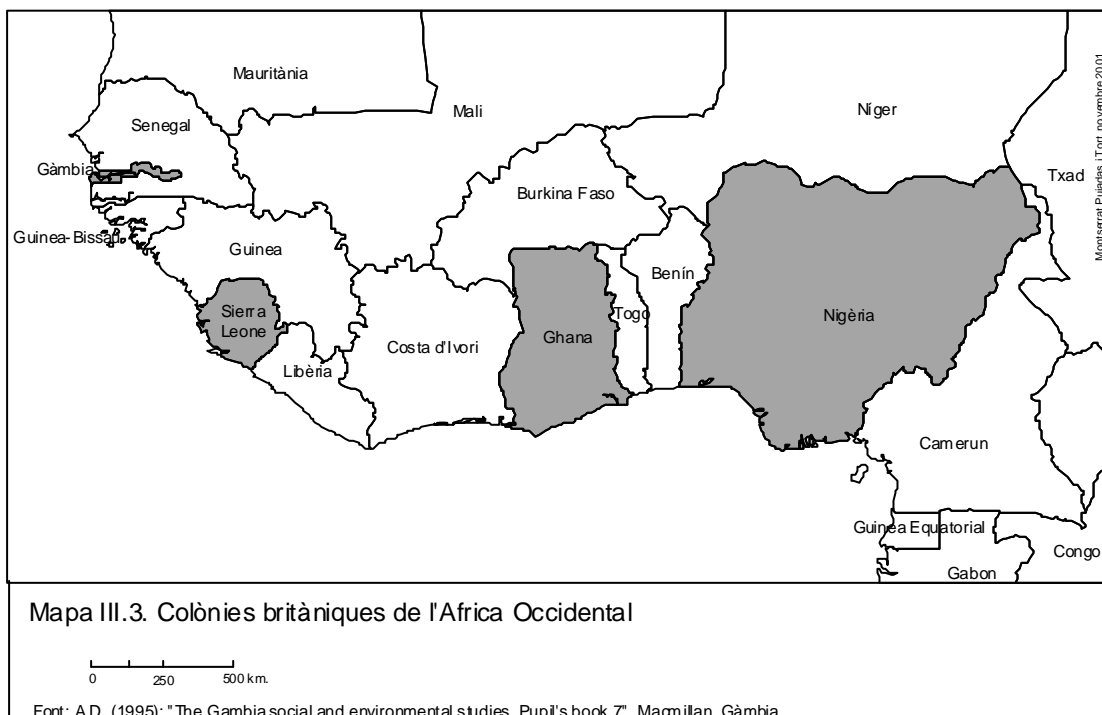 Mauritània
Mali
Níger
Senegal
Txad
Gàmbia
Burkina Faso
Guinea-Bissau
Guinea
Benín
Sierra
Leone
Togo
Ghana
Nigèria
Costa d'Ivori
Libèria
Camerun
Guinea Equatorial
Congo
Gabon
Montserrat Pujadas i Tort, novembre 2001
Mapa III.3. Colònies britàniques de l'Africa Occidental
0 250 500 km.
Font: A.D. (1995): "The Gambia social and environmental studies. Pupil's book 7". Macmillan. Gàmbia